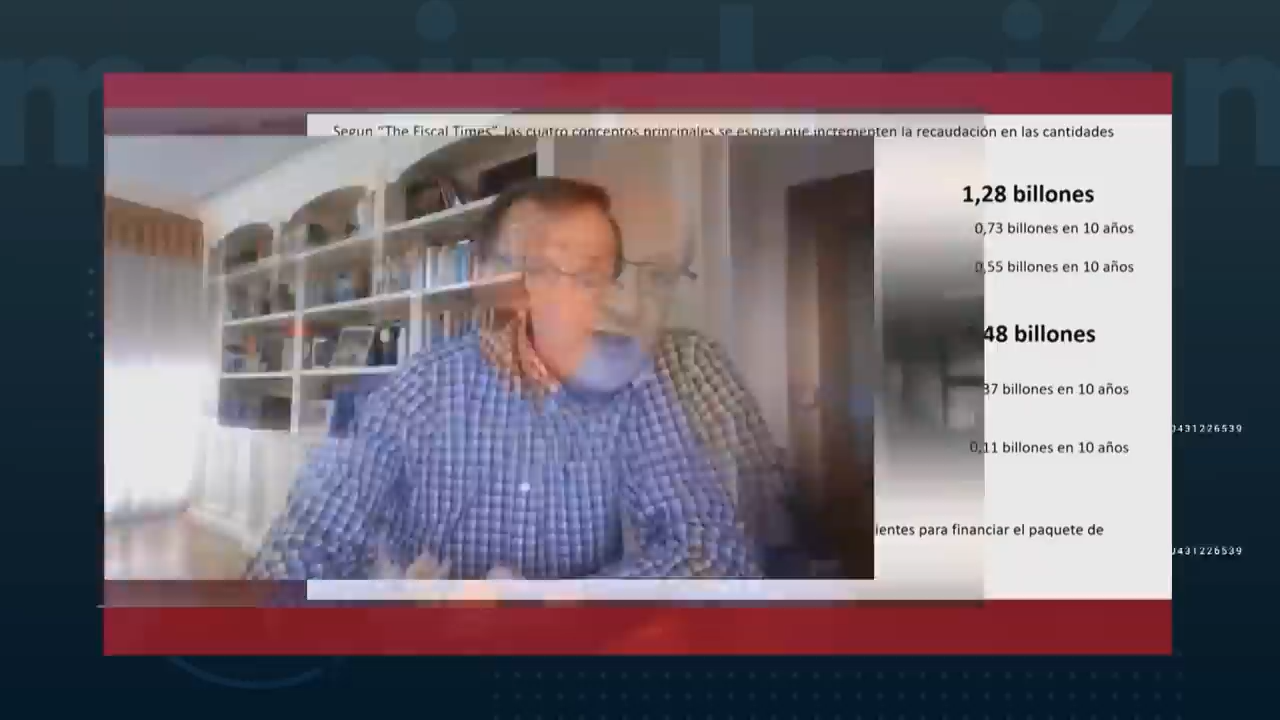 manipulación
Segun "The Fiscal Times", las cuatro conceptos principales se espera que incrementen la recaudación en las cantidades
1,28 billones
0,73 billones en 10 años
0,55 billones en 10 años
48 billones
37 billones en 10 años
0431226539
0,11 billones en 10 años
ientes para financiar el paquete de
0431226539